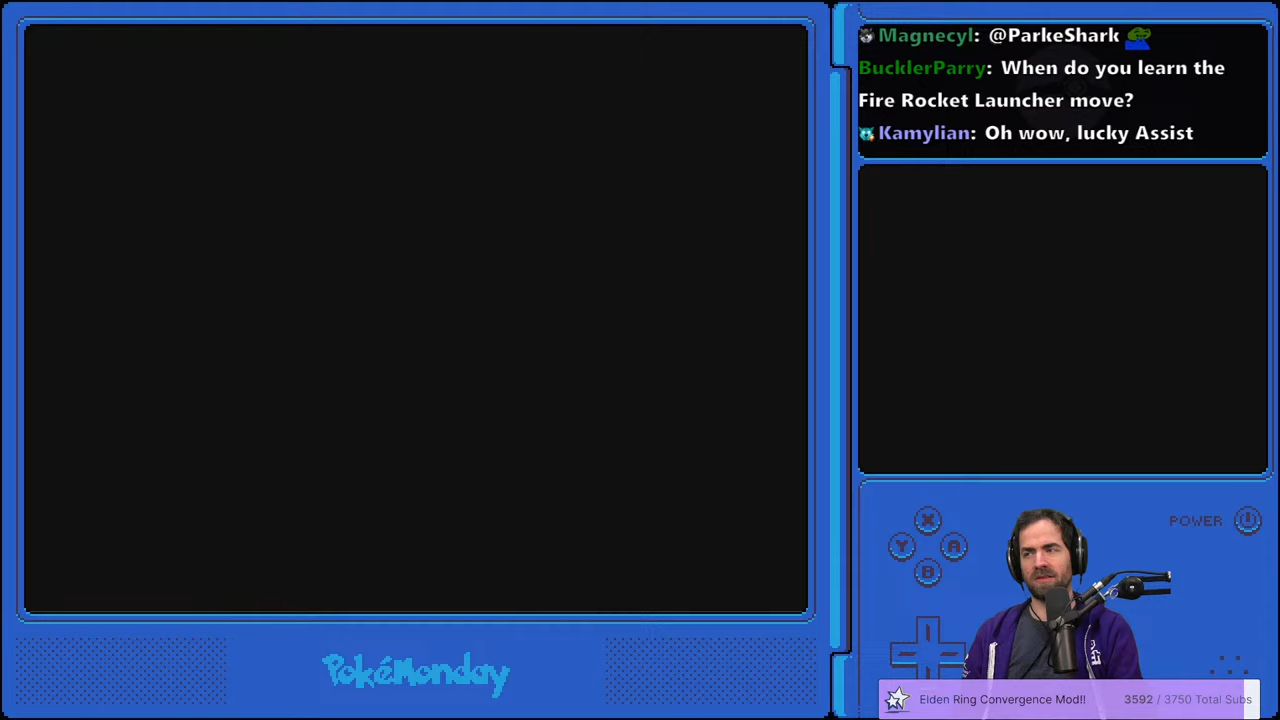 Magnecyl: @ParkeShark
BucklerParry: When do you learn the
Fire Rocket Launcher move?
Kamylian: Oh wow, lucky Assist
X
Y A
B
POWER
PokéMonday
Elden Ring Convergence Mod!! 3592 / 3750 Total Subs